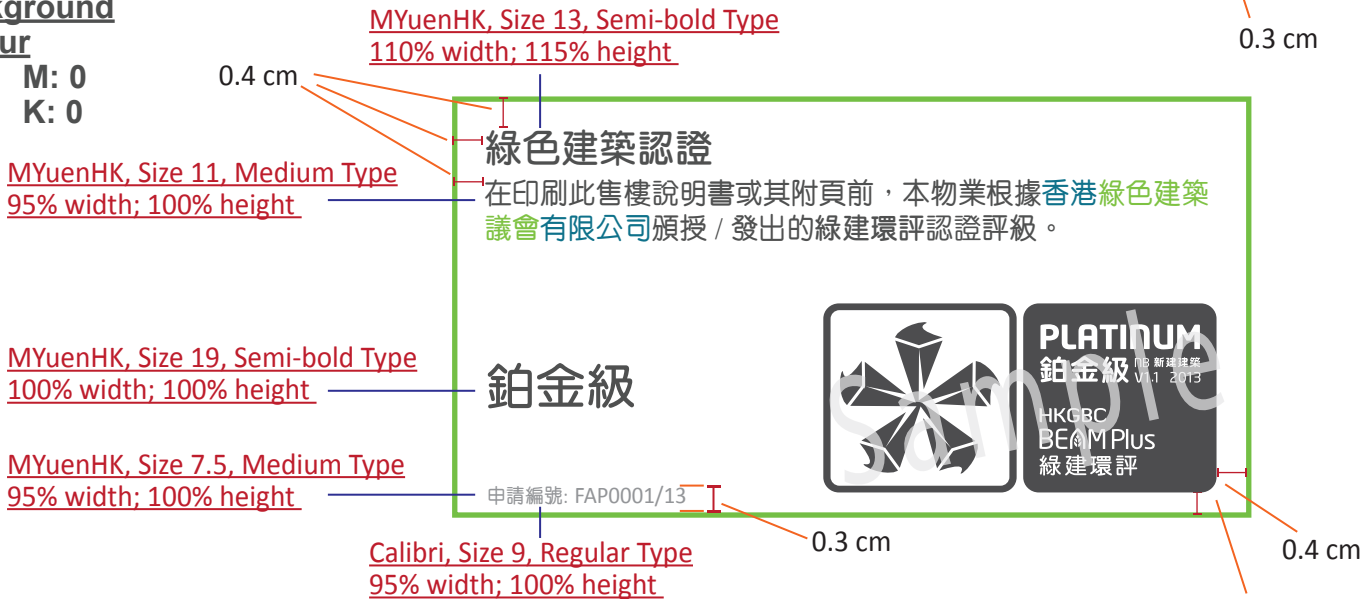 kground
ur
M: 0
K: 0
MYuenHK, Size 13, Semi-bold Type
110% width; 115% height
0.3 cm
0.4 cm
綠色建築認證
MYuenHK, Size 11, Medium Type
95% width; 100% height
在印刷此售樓說明書或其附頁前，本物業根據香港綠色建築
議會有限公司頒授 / 發出的綠建環評認證評級。
MYuenHK, Size 19, Semi-bold Type
100% width; 100% height
鉑金級
PLATINUM
鉑金級 NB 新建建築
V1.1 2013
HKGBC
BEAM Plus
綠建環評
Sample
MYuenHK, Size 7.5, Medium Type
95% width; 100% height
申請編號: FAP0001/13
0.3 cm
0.4 cm
Calibri, Size 9, Regular Type
95% width; 100% height